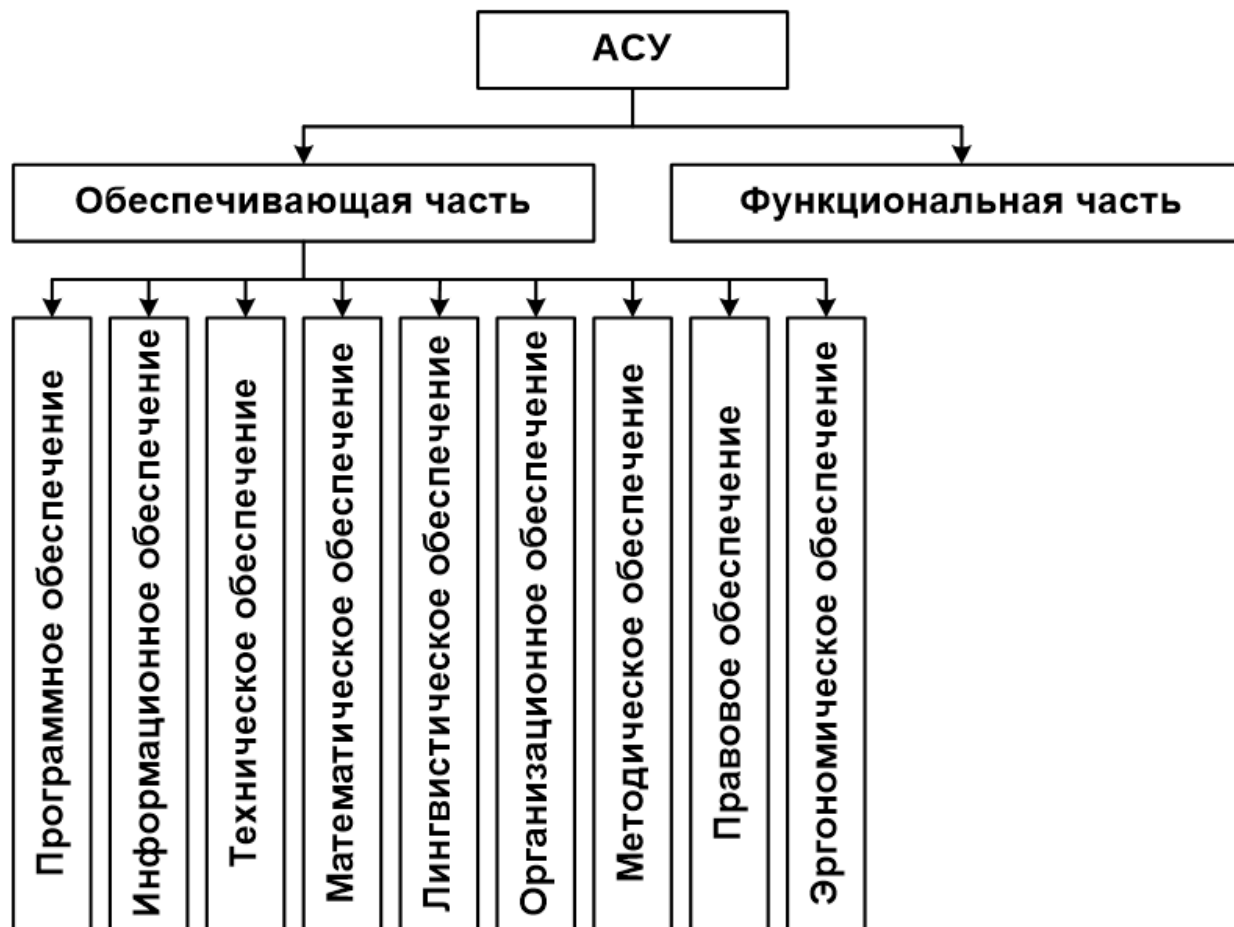 АСУ
Обеспечивающая часть
Функциональная часть
Программное обеспечение
Информационное обеспечение
Техническое обеспечение
Математическое обеспечение
Лингвистическое обеспечение
Организационное обеспечение
Методическое обеспечение
Правовое обеспечение
Эргономическое обеспечение